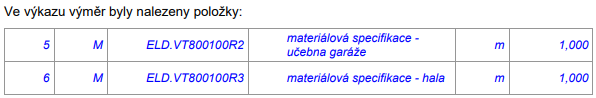 Ve výkazu výměr byly nalezeny položky:
5 M ELD.VT800100R2 materiálová specifikace - učebna garáže m 1,000
6 M ELD.VT800100R3 materiálová specifikace - hala m 1,000